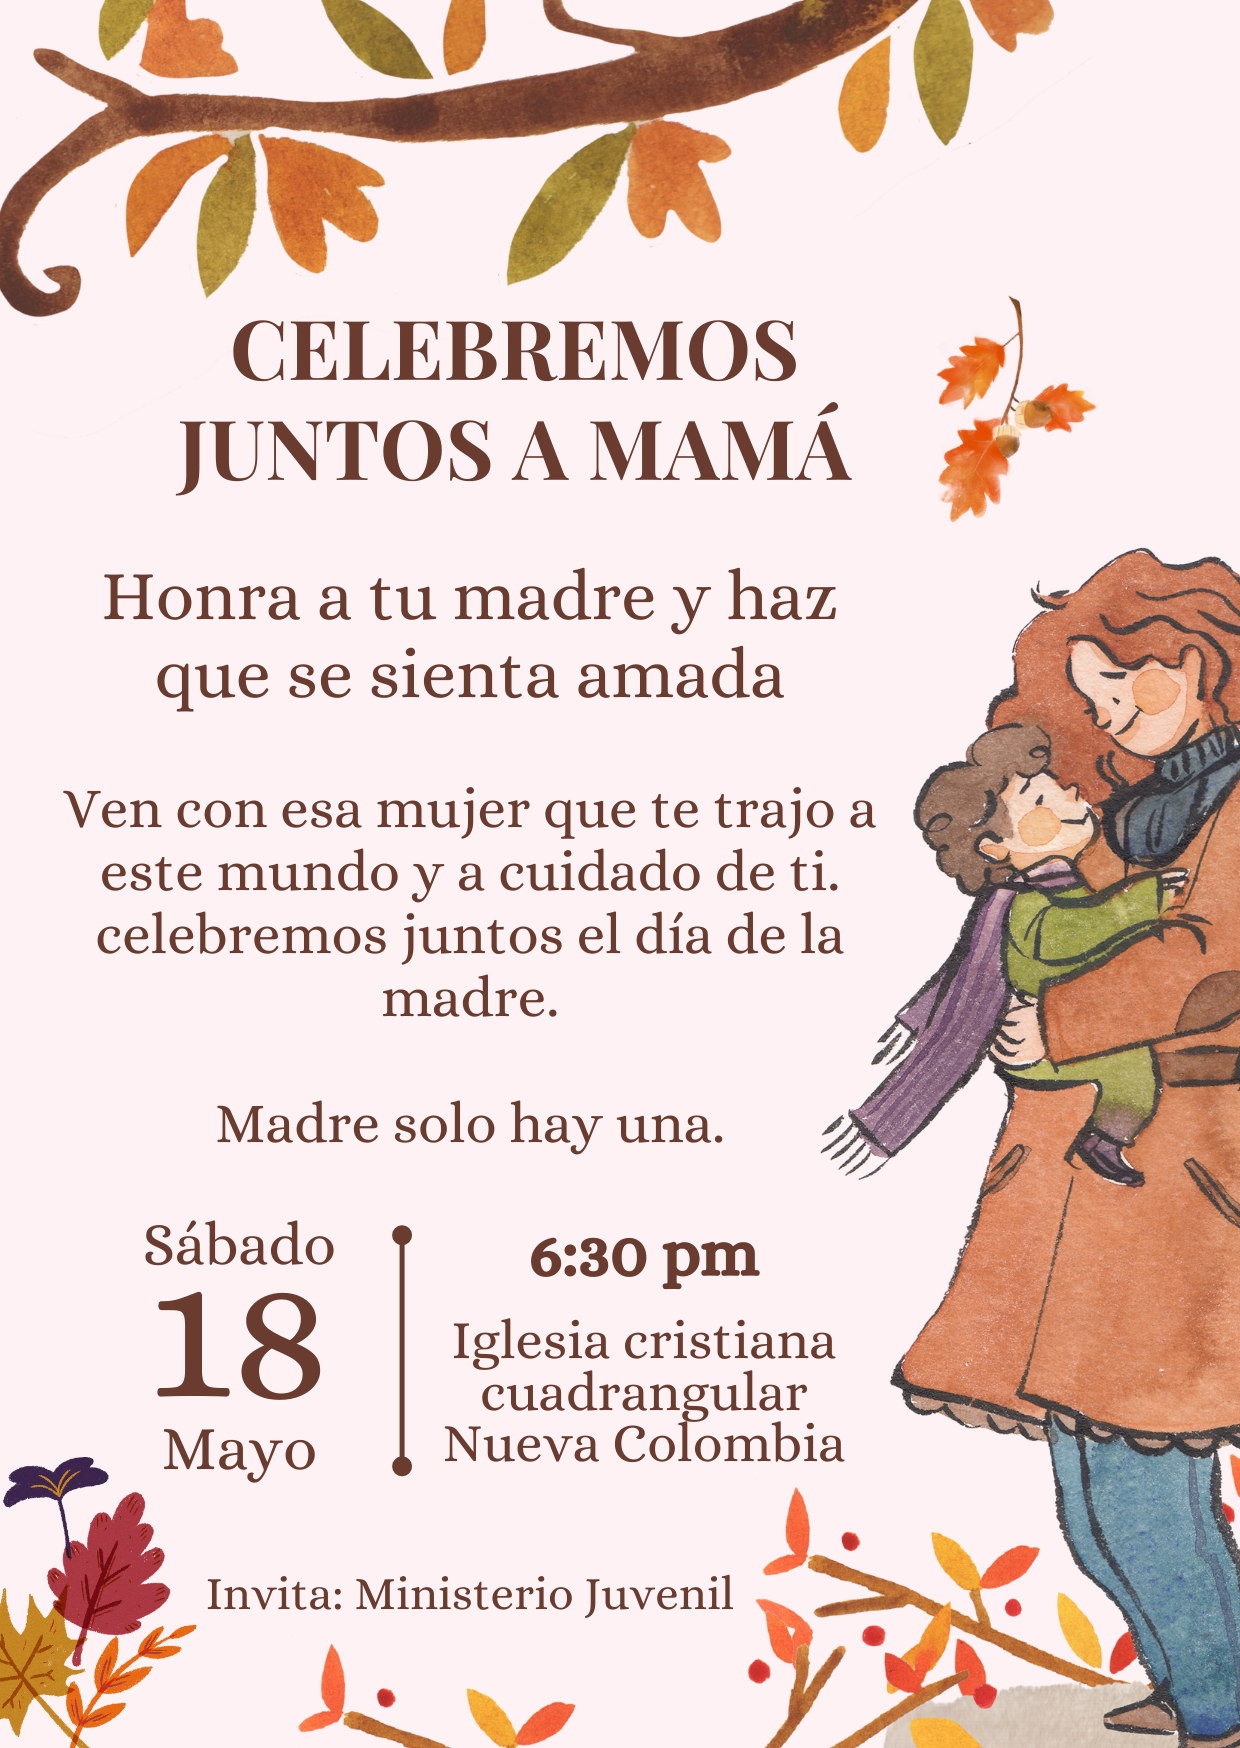 CELEBREMOS
JUNTOS A MAMÁ
Honra a tu madre y haz
que se sienta amada
Ven con esa mujer que te trajo a
este mundo y a cuidado de ti.
celebremos juntos el día de la
madre.
Madre solo hay una.
Sábado
18
Mayo
6:30 pm
Iglesia cristiana
cuadrangular
Nueva Colombia
Invita: Ministerio Juvenil